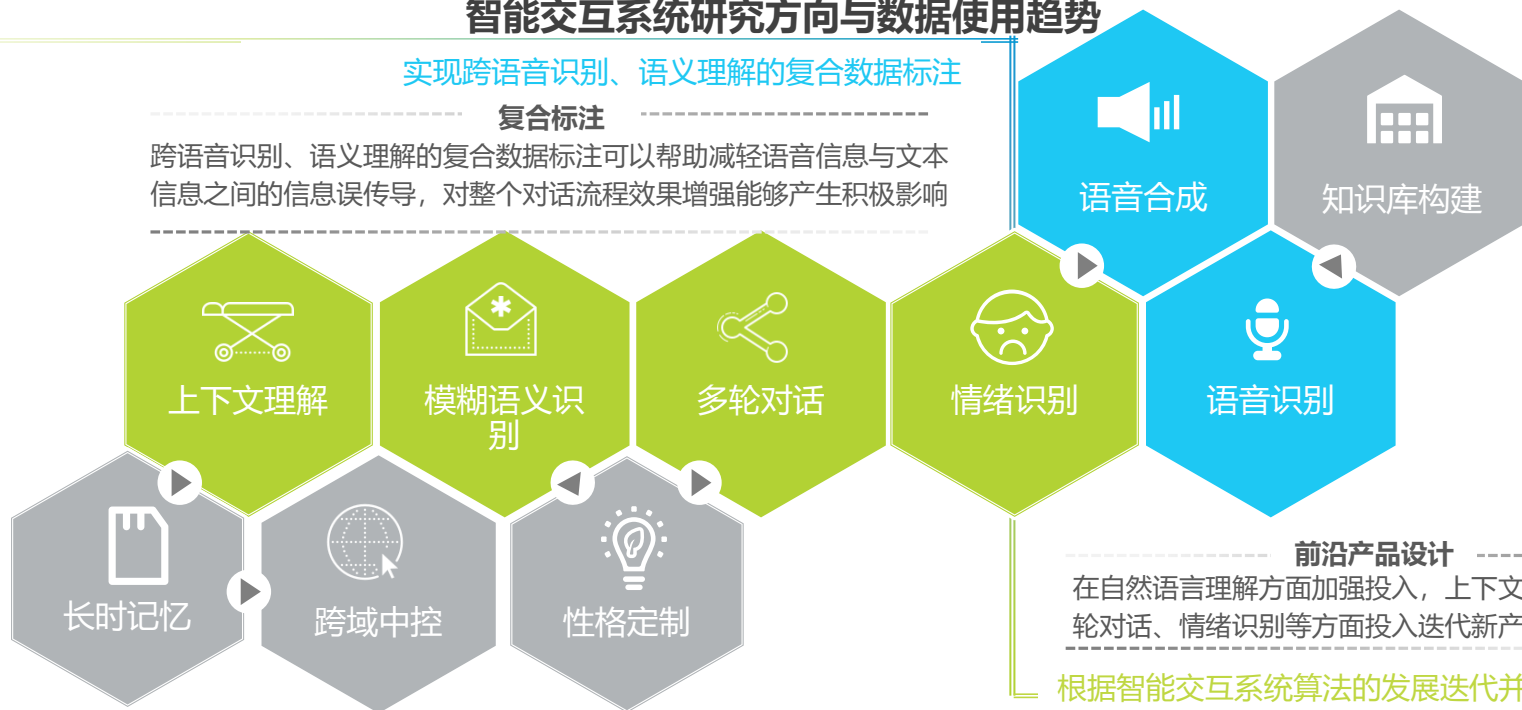 智能交互系统研究方向与数据使用趋势
实现跨语音识别、语义理解的复合数据标注
复合标注
跨语音识别、语义理解的复合数据标注可以帮助减轻语音信息与文本
信息之间的信息误传导，对整个对话流程效果增强能够产生积极影响
语音合成
知识库构建
上下文理解
模糊语义识
别
多轮对话
情绪识别
语音识别
长时记忆
跨域中控
性格定制
前沿产品设计
在自然语言理解方面加强投入，上下文
轮对话、情绪识别等方面投入迭代新产
根据智能交互系统算法的发展迭代并